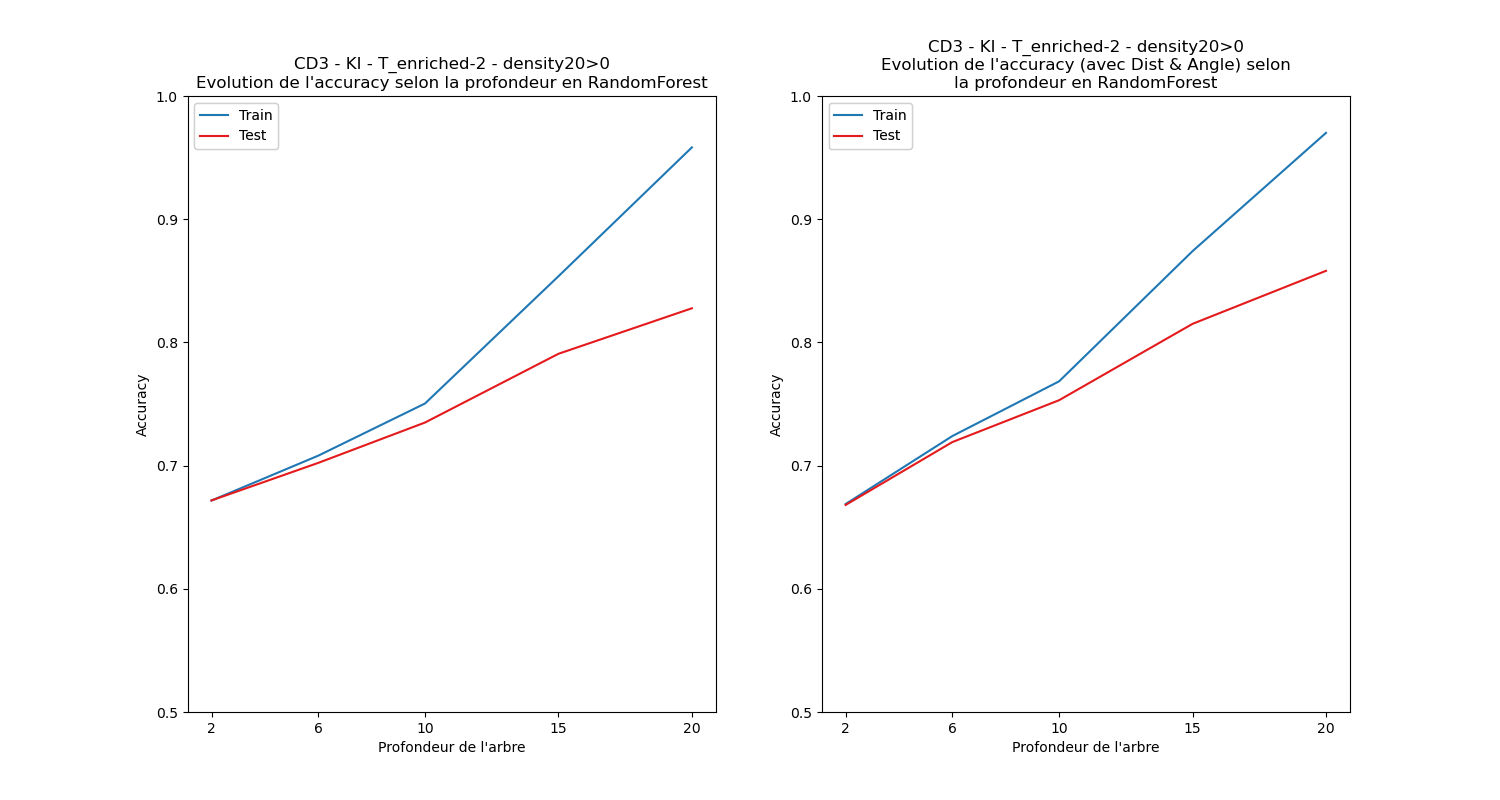 CD3 - KI - T_enriched-2 - density20>0
Evolution de l'accuracy selon la profondeur en RandomForest
1.0
0.9
0.8
0.7
0.6
0.5
Accuracy
Train
Test
2 6 10 15 20
Profondeur de l'arbre
CD3 - KI - T_enriched-2 - density20>0
Evolution de l'accuracy (avec Dist & Angle) selon
la profondeur en RandomForest
1.0
0.9
0.8
0.7
0.6
0.5
Accuracy
Train
Test
2 6 10 15 20
Profondeur de l'arbre